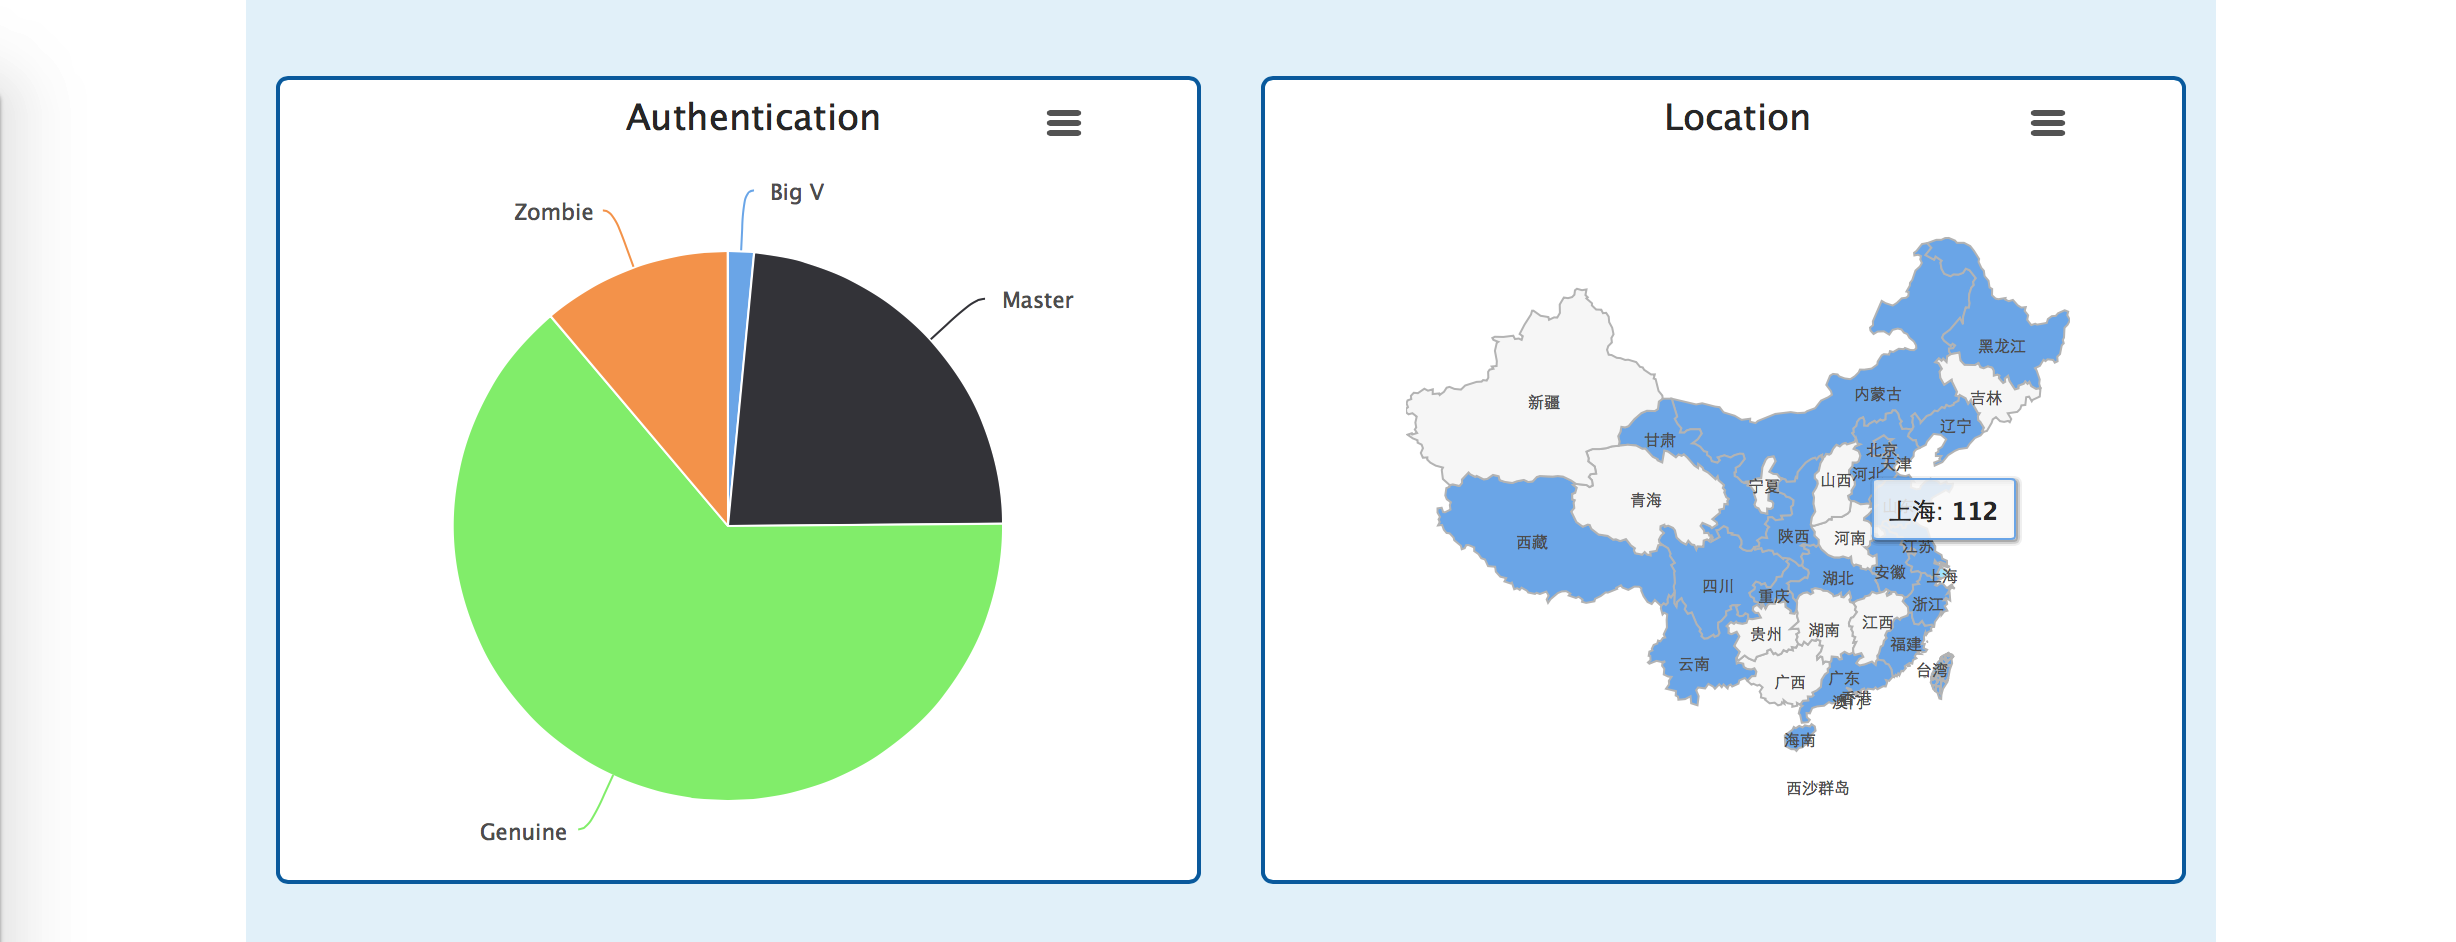 Authentication
Big V
Zombie
Master
Genuine
Location
黑龙江
内蒙古
吉林
新疆
辽宁
甘肃
北京
天津
河北
山西
宁夏
青海
上海: 112
陕西
河南
西藏
江苏
湖北
安徽
上海
四川
重庆
浙江
江西
湖南
贵州
福建
云南
台湾
广西
广东
香港
澳门
海南
西沙群岛